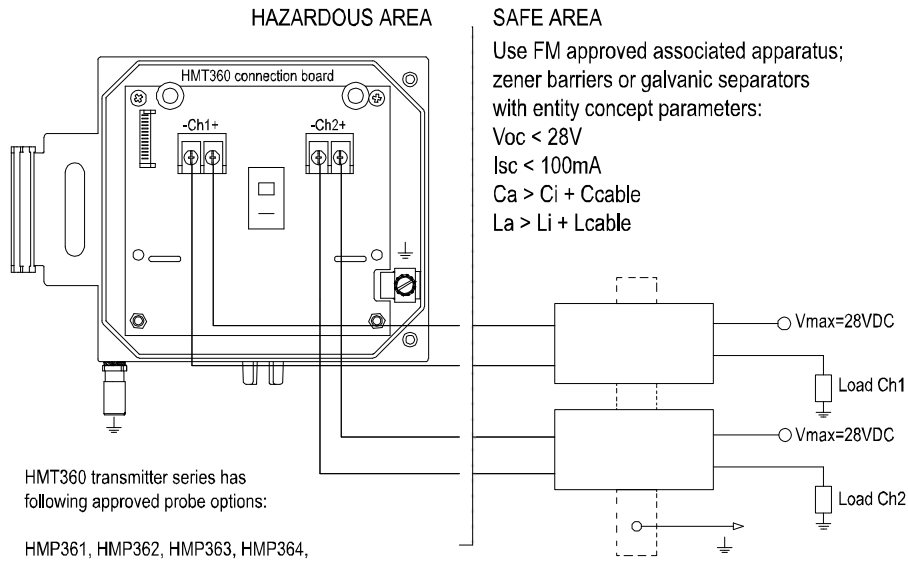 HAZARDOUS AREA
SAFE AREA
Use FM approved associated apparatus;
zener barriers or galvanic separators
with entity concept parameters:
Voc < 28V
Isc < 100mA
Ca > Ci + Ccable
La > Li + Lcable
HMT360 connection board
-Ch1+
-Ch2+
Vmax=28VDC
Load Ch1
Vmax=28VDC
Load Ch2
HMT360 transmitter series has
following approved probe options:
HMP361, HMP362, HMP363, HMP364,